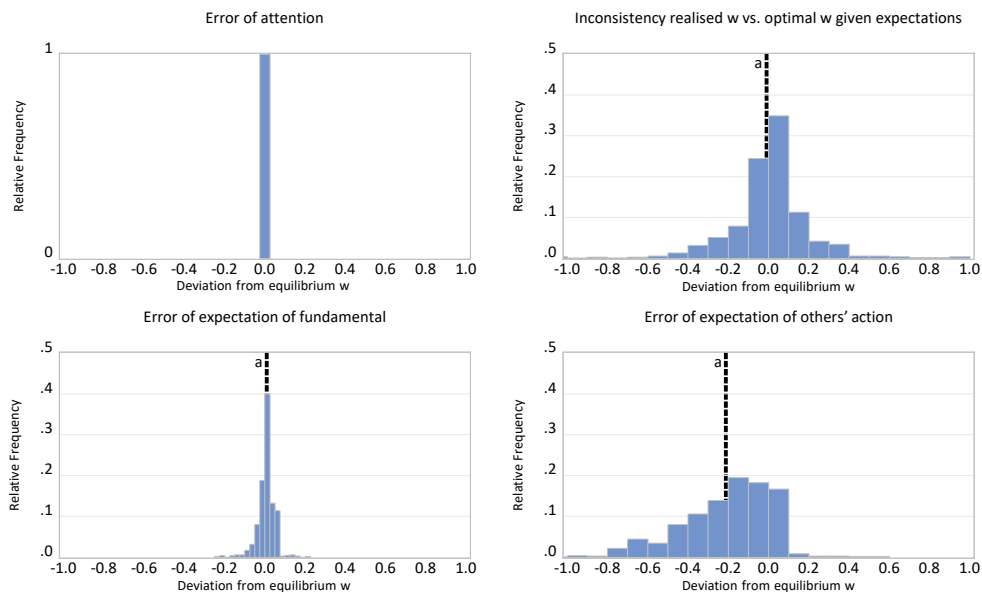 Error of attention
1
0
Relative Frequency
-1.0 -0.8 -0.6 -0.4 -0.2 0.0 0.2 0.4 0.6 0.8 1.0
Deviation from equilibrium w
Inconsistency realised w vs. optimal w given expectations
.5
.4
.3
.2
.1
.0
Relative Frequency
a
-1.0 -0.8 -0.6 -0.4 -0.2 0.0 0.2 0.4 0.6 0.8 1.0
Deviation from equilibrium w
Error of expectation of fundamental
.5
.4
.3
.2
.1
.0
Relative Frequency
a
-1.0 -0.8 -0.6 -0.4 -0.2 0.0 0.2 0.4 0.6 0.8 1.0
Deviation from equilibrium w
Error of expectation of others’ action
.5
.4
.3
.2
.1
.0
Relative Frequency
a
-1.0 -0.8 -0.6 -0.4 -0.2 0.0 0.2 0.4 0.6 0.8 1.0
Deviation from equilibrium w